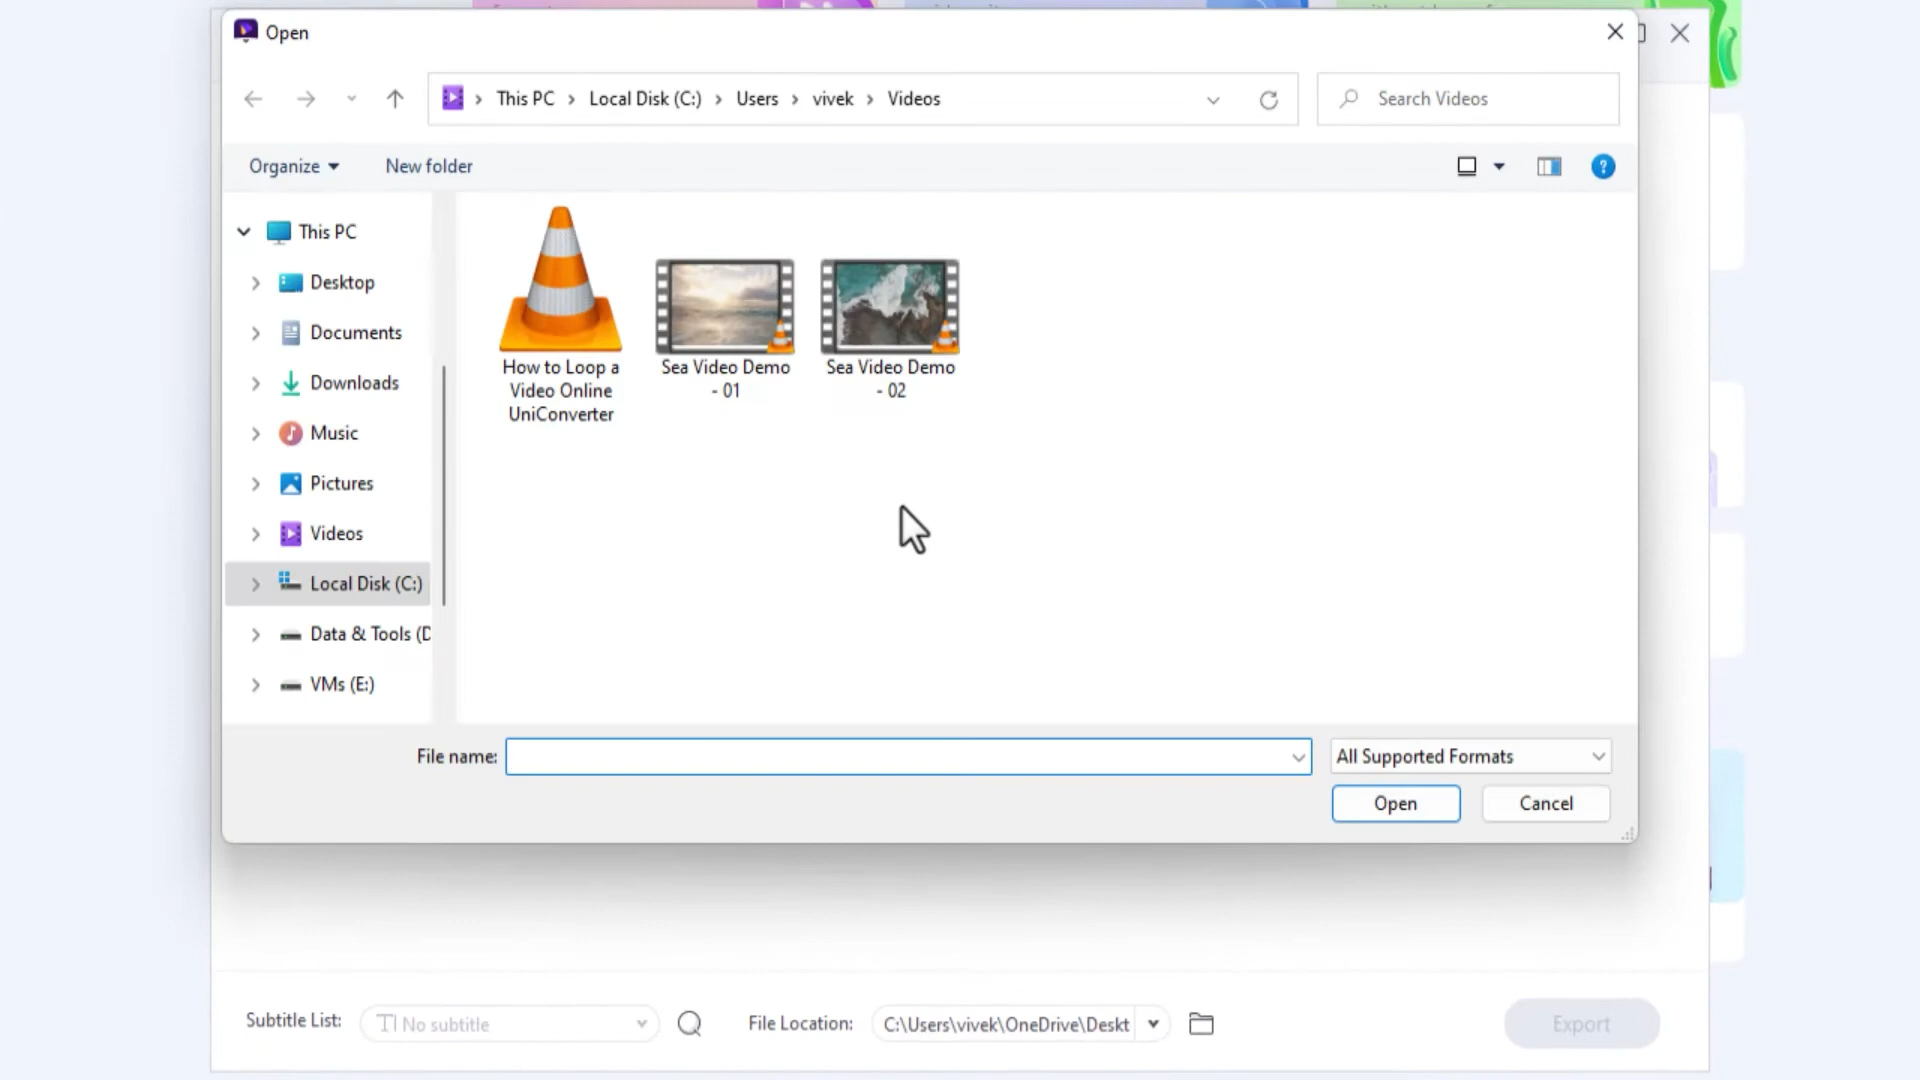 Open
This PC
Local Disk (C:)
Users
vivek
Videos
Search Videos
Organize
New folder
This PC
Desktop
Documents
Downloads
Music
Pictures
Videos
Local Disk (C:)
Data & Tools (D
VMs (E:)
How to Loop a
Video Online
UniConverter
Sea Video Demo
- 01
Sea Video Demo
- 02
File name:
All Supported Formats
Open
Cancel
Subtitle List:
No subtitle
File Location:
C:\Users\vivek\OneDrive\Deskt
Export